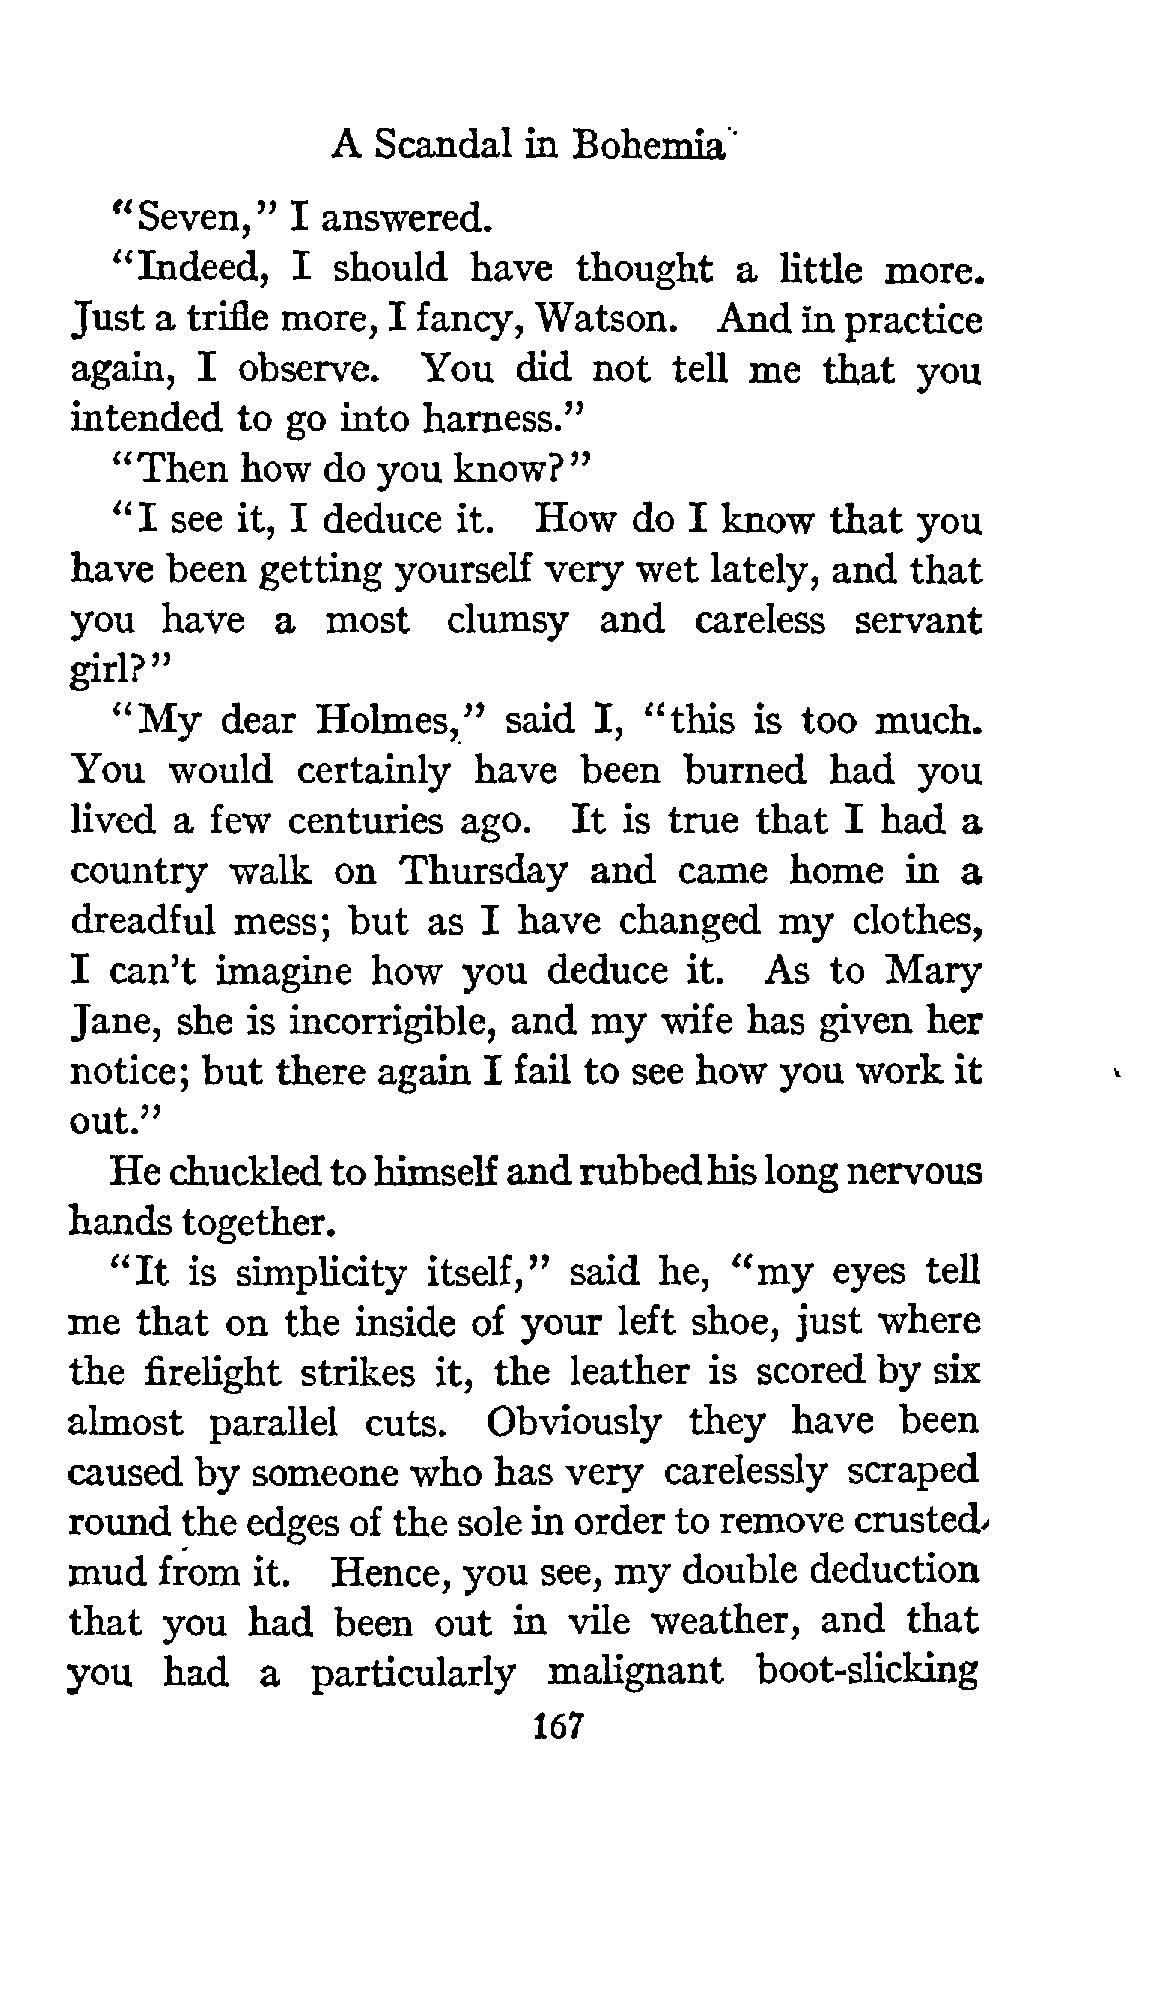 A Scandal in Bohemia
"Seven," I answered.
"Indeed, I should have thought a little more.
Just a trifle more, I fancy, Watson. And in practice
again, I observe. You did not tell me that you
intended to go into harness."
"Then how do you know?"
"I see it, I deduce it. How do I know that you
have been getting yourself very wet lately, and that
you have a most clumsy and careless servant
girl?"
"My dear Holmes," said I, "this is too much.
You would certainly have been burned had you
lived a few centuries ago. It is true that I had a
country walk on Thursday and came home in a
dreadful mess; but as I have changed my clothes,
I can't imagine how you deduce it. As to Mary
Jane, she is incorrigible, and my wife has given her
notice; but there again I fail to see how you work it
out."
He chuckled to himself and rubbed his long nervous
hands together.
"It is simplicity itself," said he, "my eyes tell
me that on the inside of your left shoe, just where
the firelight strikes it, the leather is scored by six
almost parallel cuts. Obviously they have been
caused by someone who has very carelessly scraped
round the edges of the sole in order to remove crusted
mud from it. Hence, you see, my double deduction
that you had been out in vile weather, and that
you had a particularly malignant boot-slicking
167